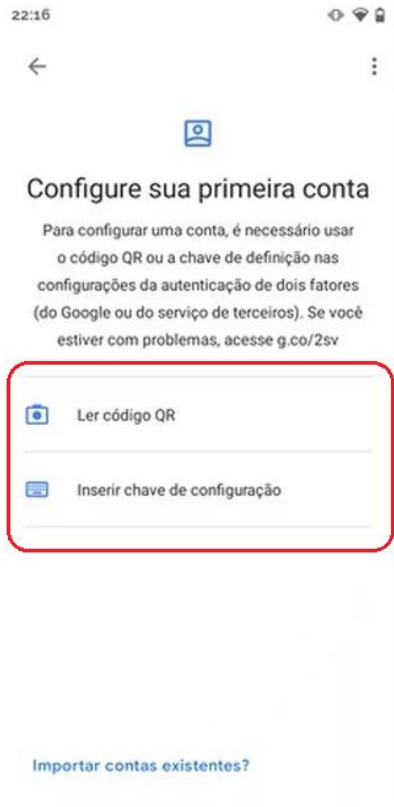 22:16
Configure sua primeira conta
Para configurar uma conta, é necessário usar
o código QR ou a chave de definição nas
configurações da autenticação de dois fatores
(do Google ou do serviço de terceiros). Se você
estiver com problemas, acesse g.co/2sv
Ler código QR
Inserir chave de configuração
Importar contas existentes?